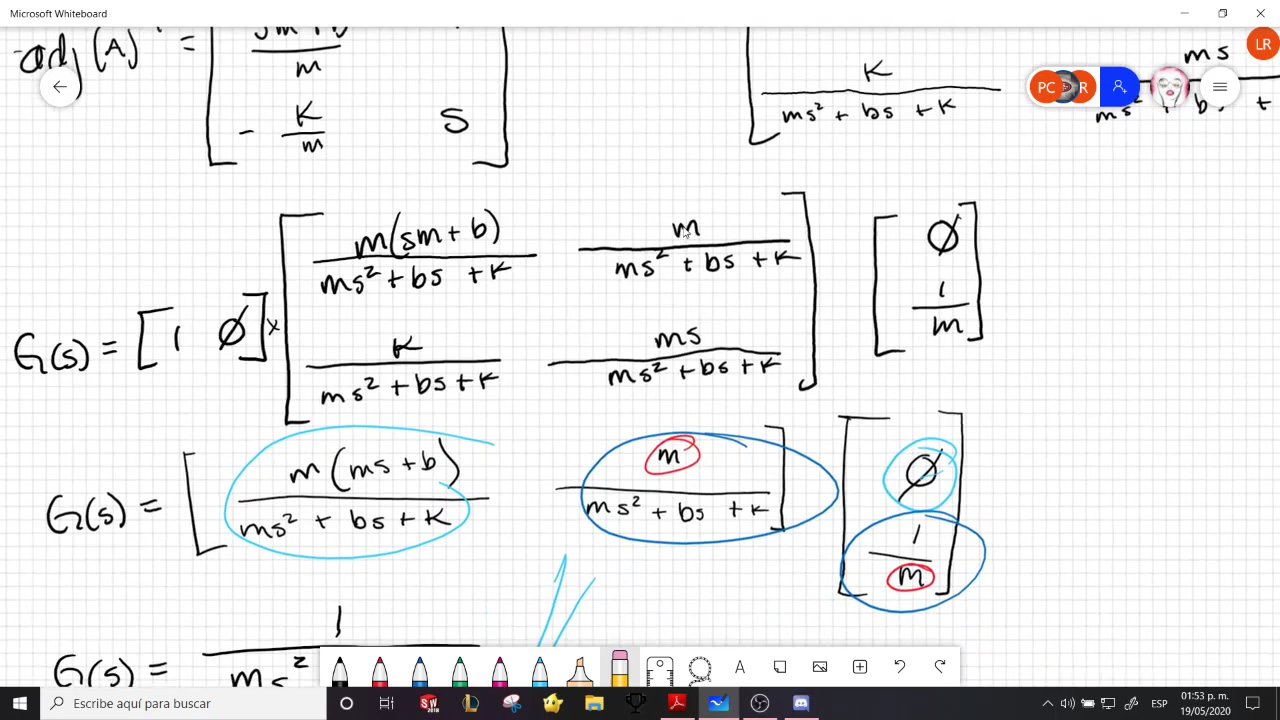 Microsoft Whiteboard
LR
PC R
adj(A) =
m
- K/m S
K / ms² + bs + K
ms
G(s) = [1 Ø] × [ m(sm+b) / ms² + bs + K m / ms² + bs + K ; K / ms² + bs + K ms / ms² + bs + K ] [ Ø ; 1/m ]
G(s) = [ m(ms+b) / ms² + bs + K m / ms² + bs + K ] [ Ø ; 1/m ]
G(s) = 1 / ms²
A
Escribe aquí para buscar
SW
2018
ESP
01:53 p. m.
19/05/2020